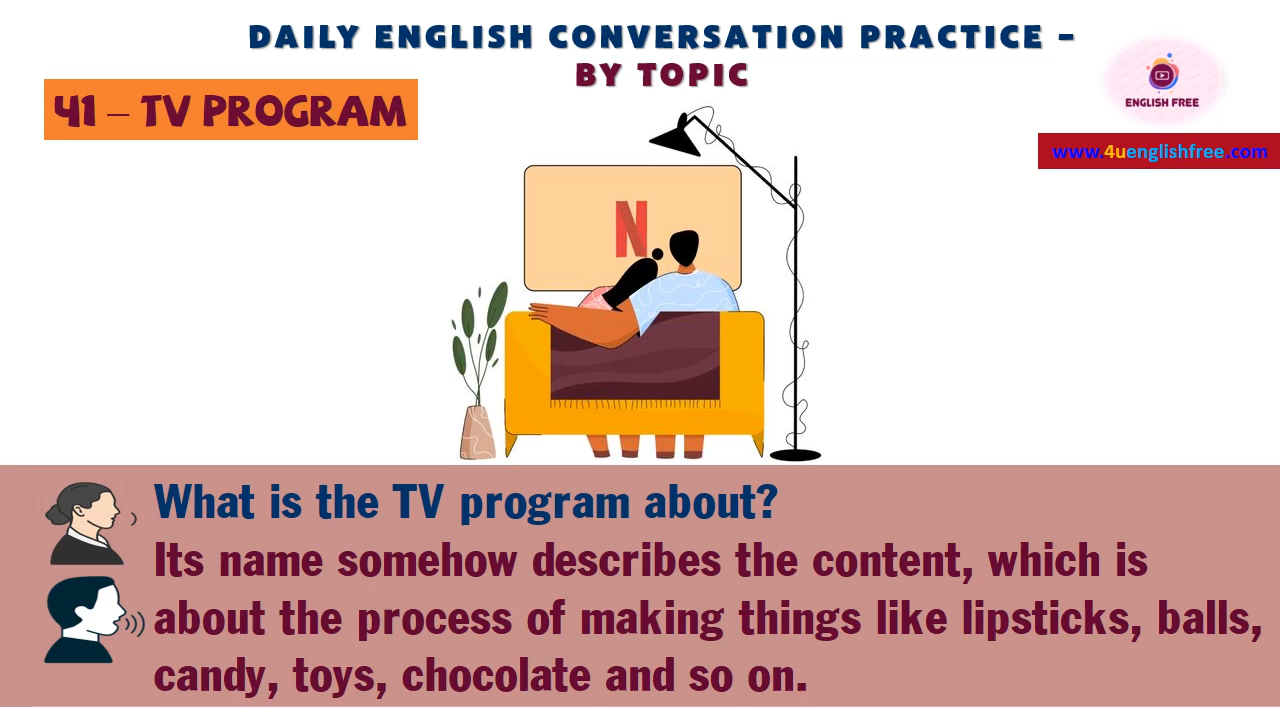 DAILY ENGLISH CONVERSATION PRACTICE –
BY TOPIC
ENGLISH FREE
41 – TV PROGRAM
www.4uenglishfree.com
N
What is the TV program about?
Its name somehow describes the content, which is
about the process of making things like lipsticks, balls,
candy, toys, chocolate and so on.